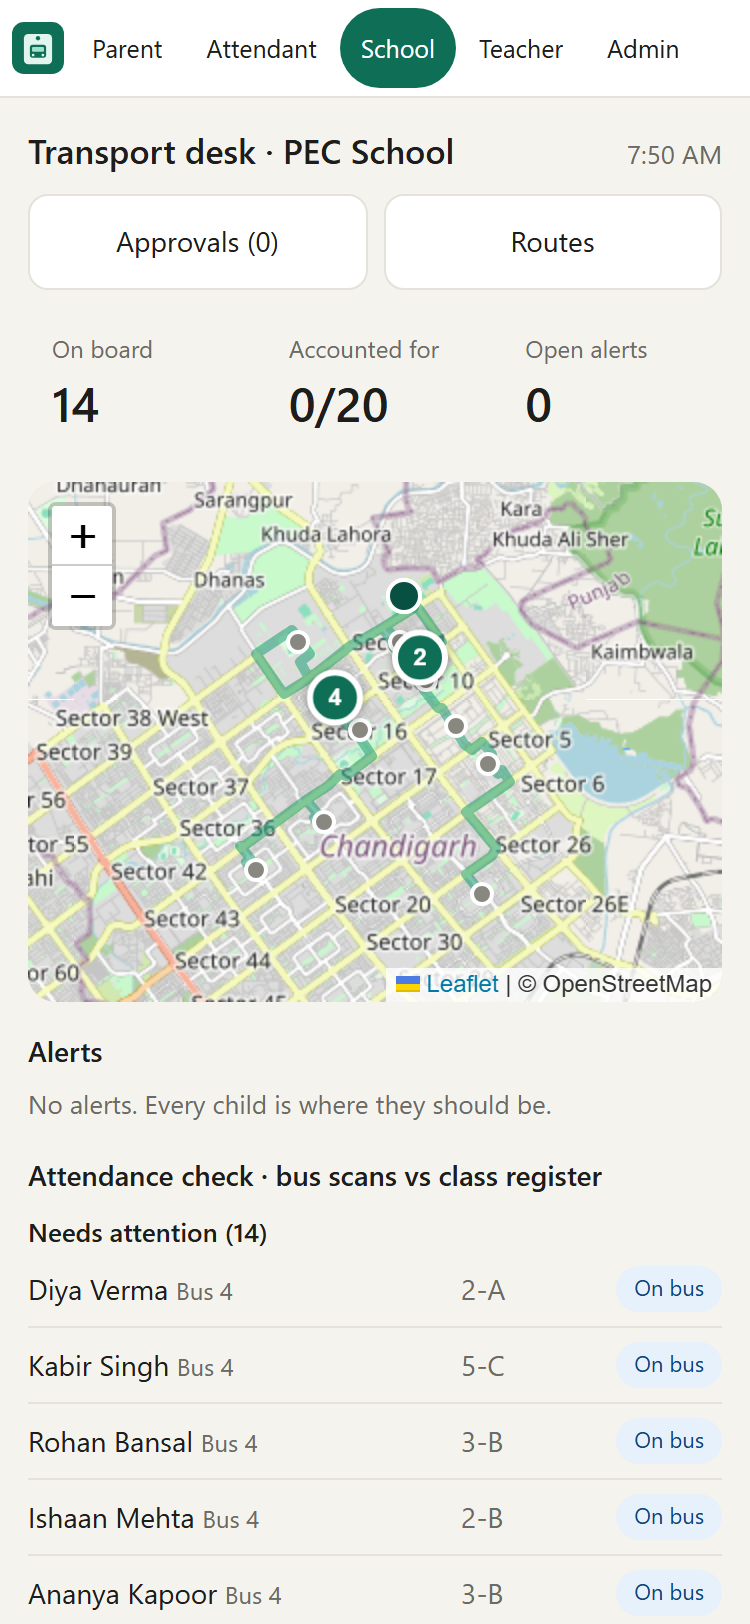 Parent Attendant School Teacher Admin
Transport desk · PEC School 7:50 AM
Approvals (0) Routes
On board Accounted for Open alerts
14 0/20 0
Sarangpur
Kara
Khuda Lahora
Khuda Ali Sher
+
Dhanas
−
Punjab
Kaimbwala
2
10
4
Sector 38 West
16
Sector 5
Sector 39
Sector 17
Sector 37
Sector 6
r 56
Sector 36
tor 55
Chandigarh
Sector 26
Sector 42
ahi
Sector 20
Sector 26E
Sector 43
Sector 30
Sector 44
or 60
Leaflet | © OpenStreetMap
Alerts
No alerts. Every child is where they should be.
Attendance check · bus scans vs class register
Needs attention (14)
Diya Verma Bus 4 2-A On bus
Kabir Singh Bus 4 5-C On bus
Rohan Bansal Bus 4 3-B On bus
Ishaan Mehta Bus 4 2-B On bus
Ananya Kapoor Bus 4 3-B On bus